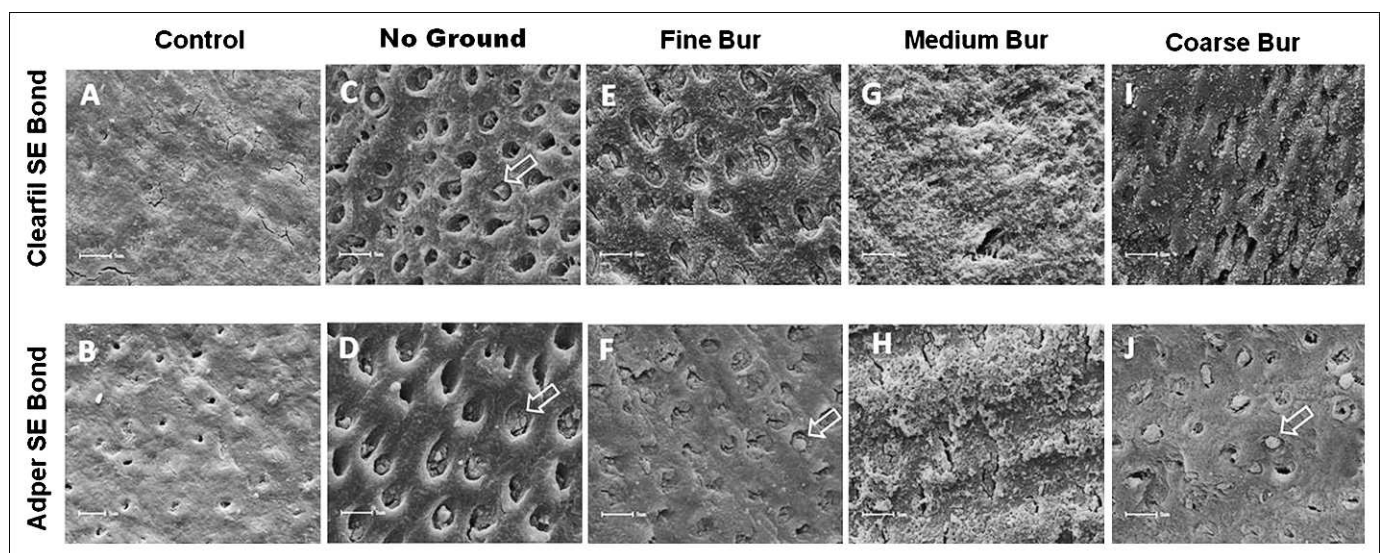 Control
No Ground
Fine Bur
Medium Bur
Coarse Bur
Clearfil SE Bond
A
C
E
G
I
Adper SE Bond
B
D
F
H
J